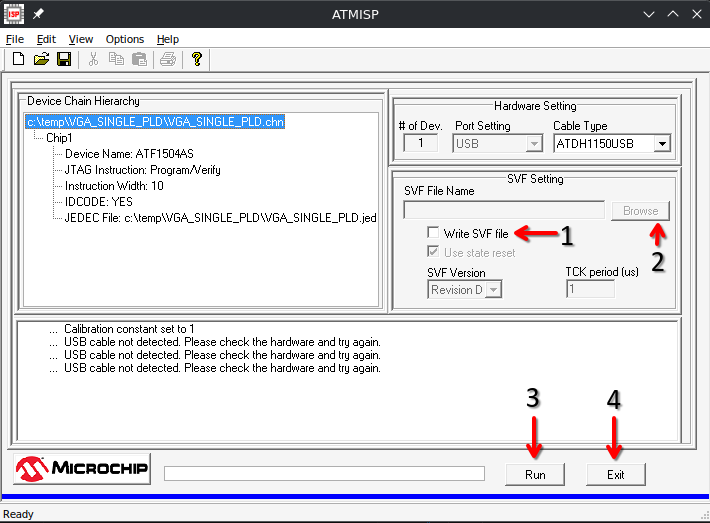 ISP
ATMISP
File Edit View Options Help
Device Chain Hierarchy
c:\temp\VGA_SINGLE_PLD\VGA_SINGLE_PLD.chn
Chip1
Device Name: ATF1504AS
JTAG Instruction: Program/Verify
Instruction Width: 10
IDCODE: YES
JEDEC File: c:\temp\VGA_SINGLE_PLD\VGA_SINGLE_PLD.jed
Hardware Setting
# of Dev. Port Setting Cable Type
1 USB ATDH1150USB
SVF Setting
SVF File Name
Browse
Write SVF file 1
2
Use state reset
SVF Version TCK period (us)
Revision D 1
... Calibration constant set to 1
... USB cable not detected. Please check the hardware and try again.
... USB cable not detected. Please check the hardware and try again.
... USB cable not detected. Please check the hardware and try again.
3 4
MICROCHIP
Run Exit
Ready